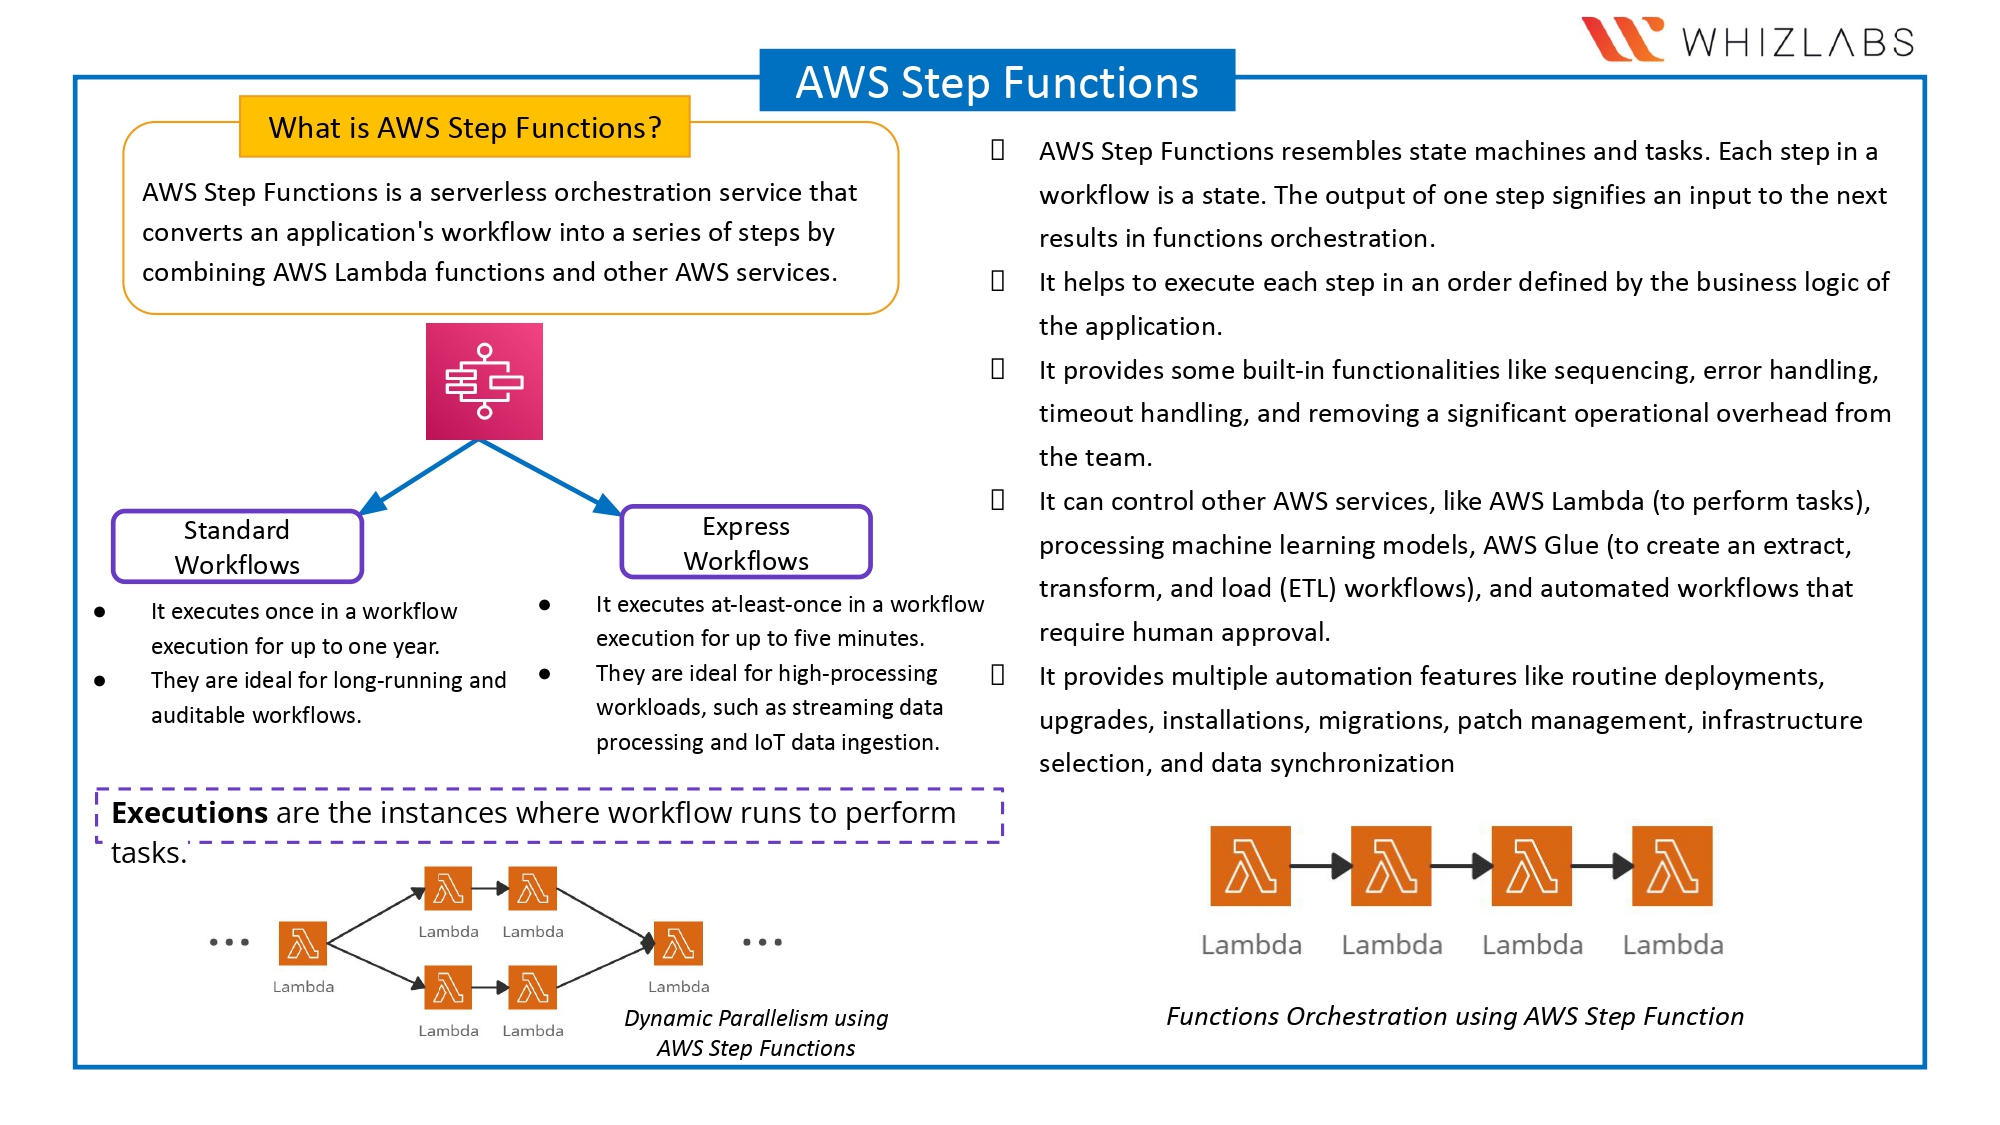 WHIZLABS
AWS Step Functions
What is AWS Step Functions?
AWS Step Functions is a serverless orchestration service that
converts an application's workflow into a series of steps by
combining AWS Lambda functions and other AWS services.
Standard
Workflows
● It executes once in a workflow
execution for up to one year.
● They are ideal for long-running and
auditable workflows.
Express
Workflows
● It executes at-least-once in a workflow
execution for up to five minutes.
● They are ideal for high-processing
workloads, such as streaming data
processing and IoT data ingestion.
Executions are the instances where workflow runs to perform
tasks.
Lambda
Lambda
Lambda
Lambda
Lambda
Lambda
Dynamic Parallelism using
AWS Step Functions
AWS Step Functions resembles state machines and tasks. Each step in a
workflow is a state. The output of one step signifies an input to the next
results in functions orchestration.
It helps to execute each step in an order defined by the business logic of
the application.
It provides some built-in functionalities like sequencing, error handling,
timeout handling, and removing a significant operational overhead from
the team.
It can control other AWS services, like AWS Lambda (to perform tasks),
processing machine learning models, AWS Glue (to create an extract,
transform, and load (ETL) workflows), and automated workflows that
require human approval.
It provides multiple automation features like routine deployments,
upgrades, installations, migrations, patch management, infrastructure
selection, and data synchronization
Lambda
Lambda
Lambda
Lambda
Functions Orchestration using AWS Step Function